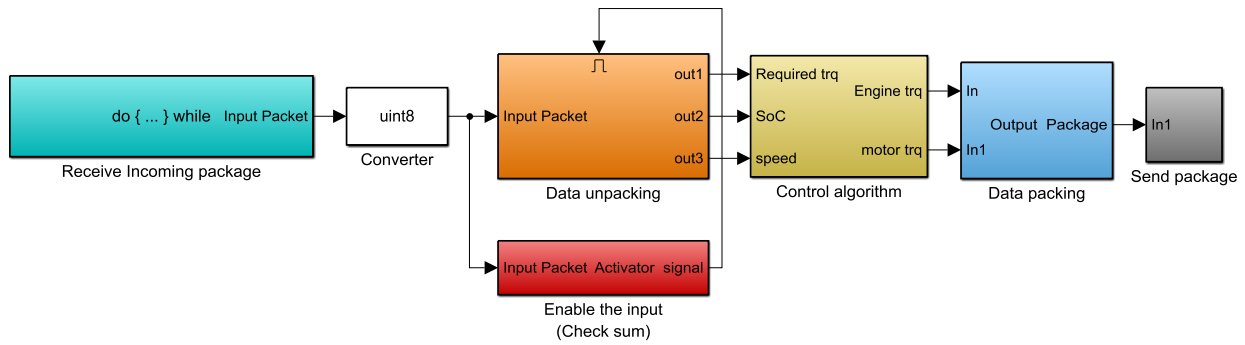 do { ... } while Input Packet
Receive Incoming package
uint8
Converter
Input Packet
out1
out2
out3
Data unpacking
Input Packet Activator signal
Enable the input
(Check sum)
Required trq
SoC
speed
Engine trq
motor trq
Control algorithm
In
In1
Output Package
Data packing
In1
Send package